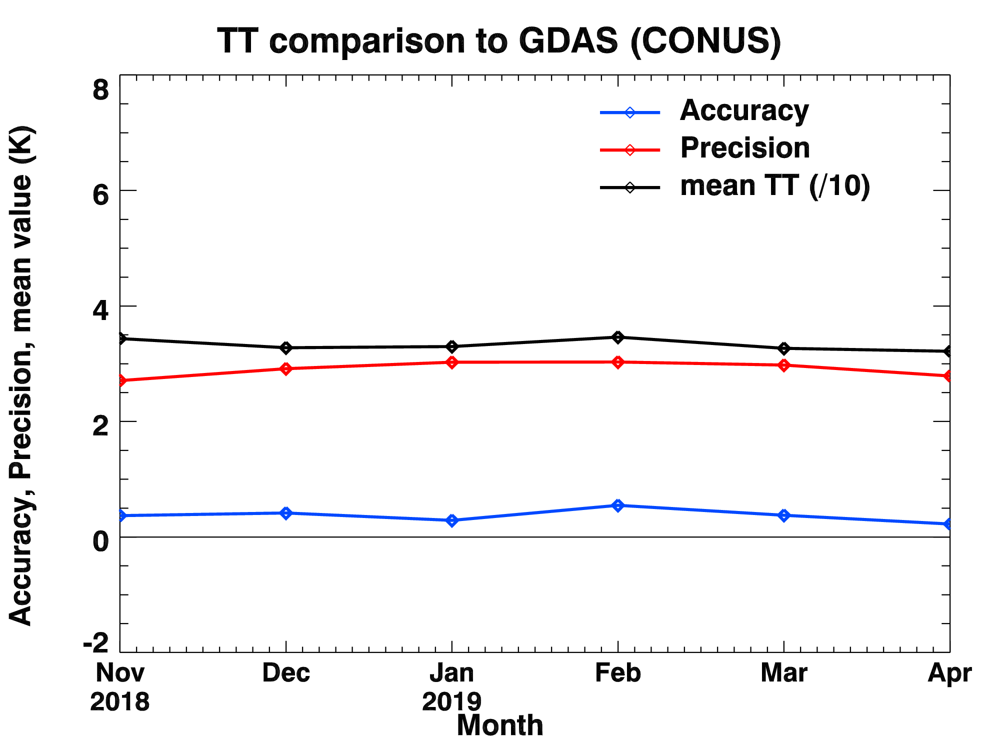 TT comparison to GDAS (CONUS)
Accuracy, Precision, mean value (K)
8
6
4
2
0
-2
Accuracy
Precision
mean TT (/10)
Nov Dec Jan Feb Mar Apr
2018 2019
Month